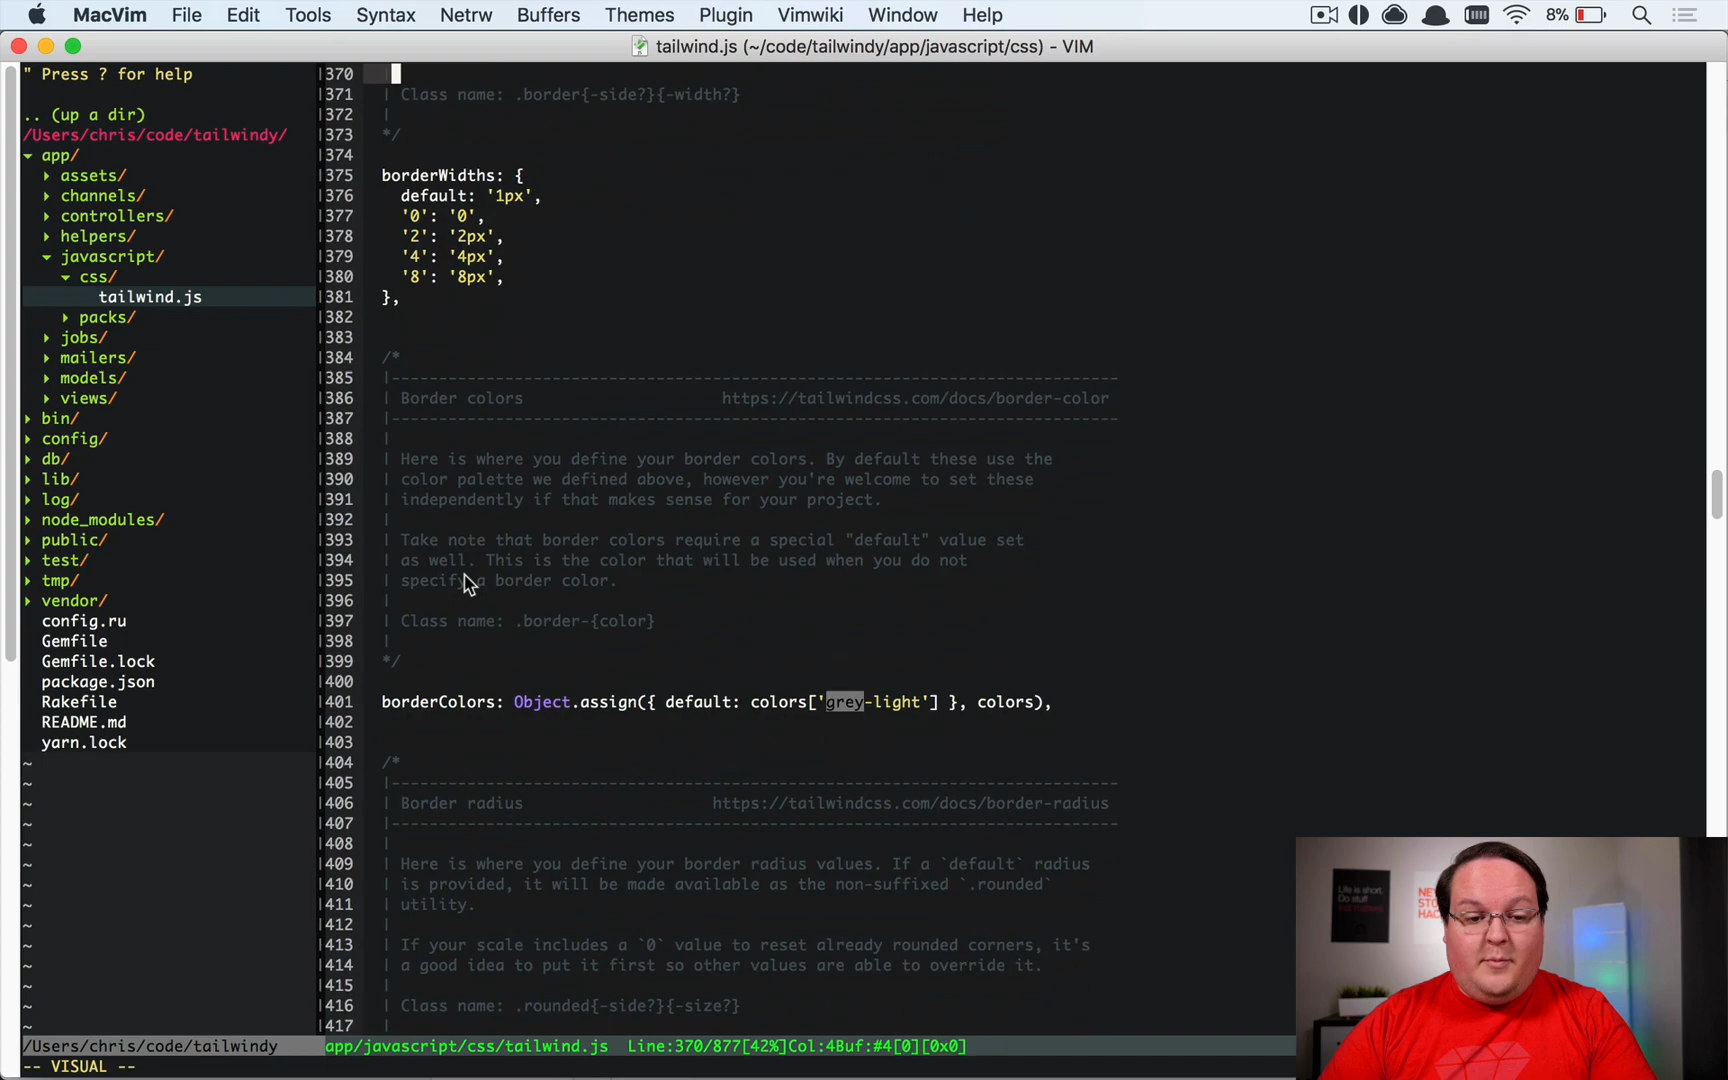 MacVim File Edit Tools Syntax Netrw Buffers Themes Plugin Vimwiki Window Help 8%
tailwind.js (~/code/tailwindy/app/javascript/css) - VIM
" Press ? for help
.. (up a dir)
/Users/chris/code/tailwindy/
app/
assets/
channels/
controllers/
helpers/
javascript/
css/
tailwind.js
packs/
jobs/
mailers/
models/
views/
bin/
config/
db/
lib/
log/
node_modules/
public/
test/
tmp/
vendor/
config.ru
Gemfile
Gemfile.lock
package.json
Rakefile
README.md
yarn.lock
~
~
~
~
~
~
~
~
~
~
~
~
~
~
370
371 | Class name: .border{-side?}{-width?}
372 |
373 */
374
375 borderWidths: {
376 default: '1px',
377 '0': '0',
378 '2': '2px',
379 '4': '4px',
380 '8': '8px',
381 },
382
383
384 /*
385 |-----------------------------------------------------------------------------
386 | Border colors https://tailwindcss.com/docs/border-color
387 |-----------------------------------------------------------------------------
388 |
389 | Here is where you define your border colors. By default these use the
390 | color palette we defined above, however you're welcome to set these
391 | independently if that makes sense for your project.
392 |
393 | Take note that border colors require a special "default" value set
394 | as well. This is the color that will be used when you do not
395 | specify a border color.
396 |
397 | Class name: .border-{color}
398 |
399 */
400
401 borderColors: Object.assign({ default: colors['grey-light'] }, colors),
402
403
404 /*
405 |-----------------------------------------------------------------------------
406 | Border radius https://tailwindcss.com/docs/border-radius
407 |-----------------------------------------------------------------------------
408 |
409 | Here is where you define your border radius values. If a `default` radius
410 | is provided, it will be made available as the non-suffixed `.rounded`
411 | utility.
412 |
413 | If your scale includes a `0` value to reset already rounded corners, it's
414 | a good idea to put it first so other values are able to override it.
415 |
416 | Class name: .rounded{-side?}{-size?}
417 |
/Users/chris/code/tailwindy app/javascript/css/tailwind.js Line:370/877[42%]Col:4Buf:#4[0][0x0]
-- VISUAL --
Life is short.
Do stuff